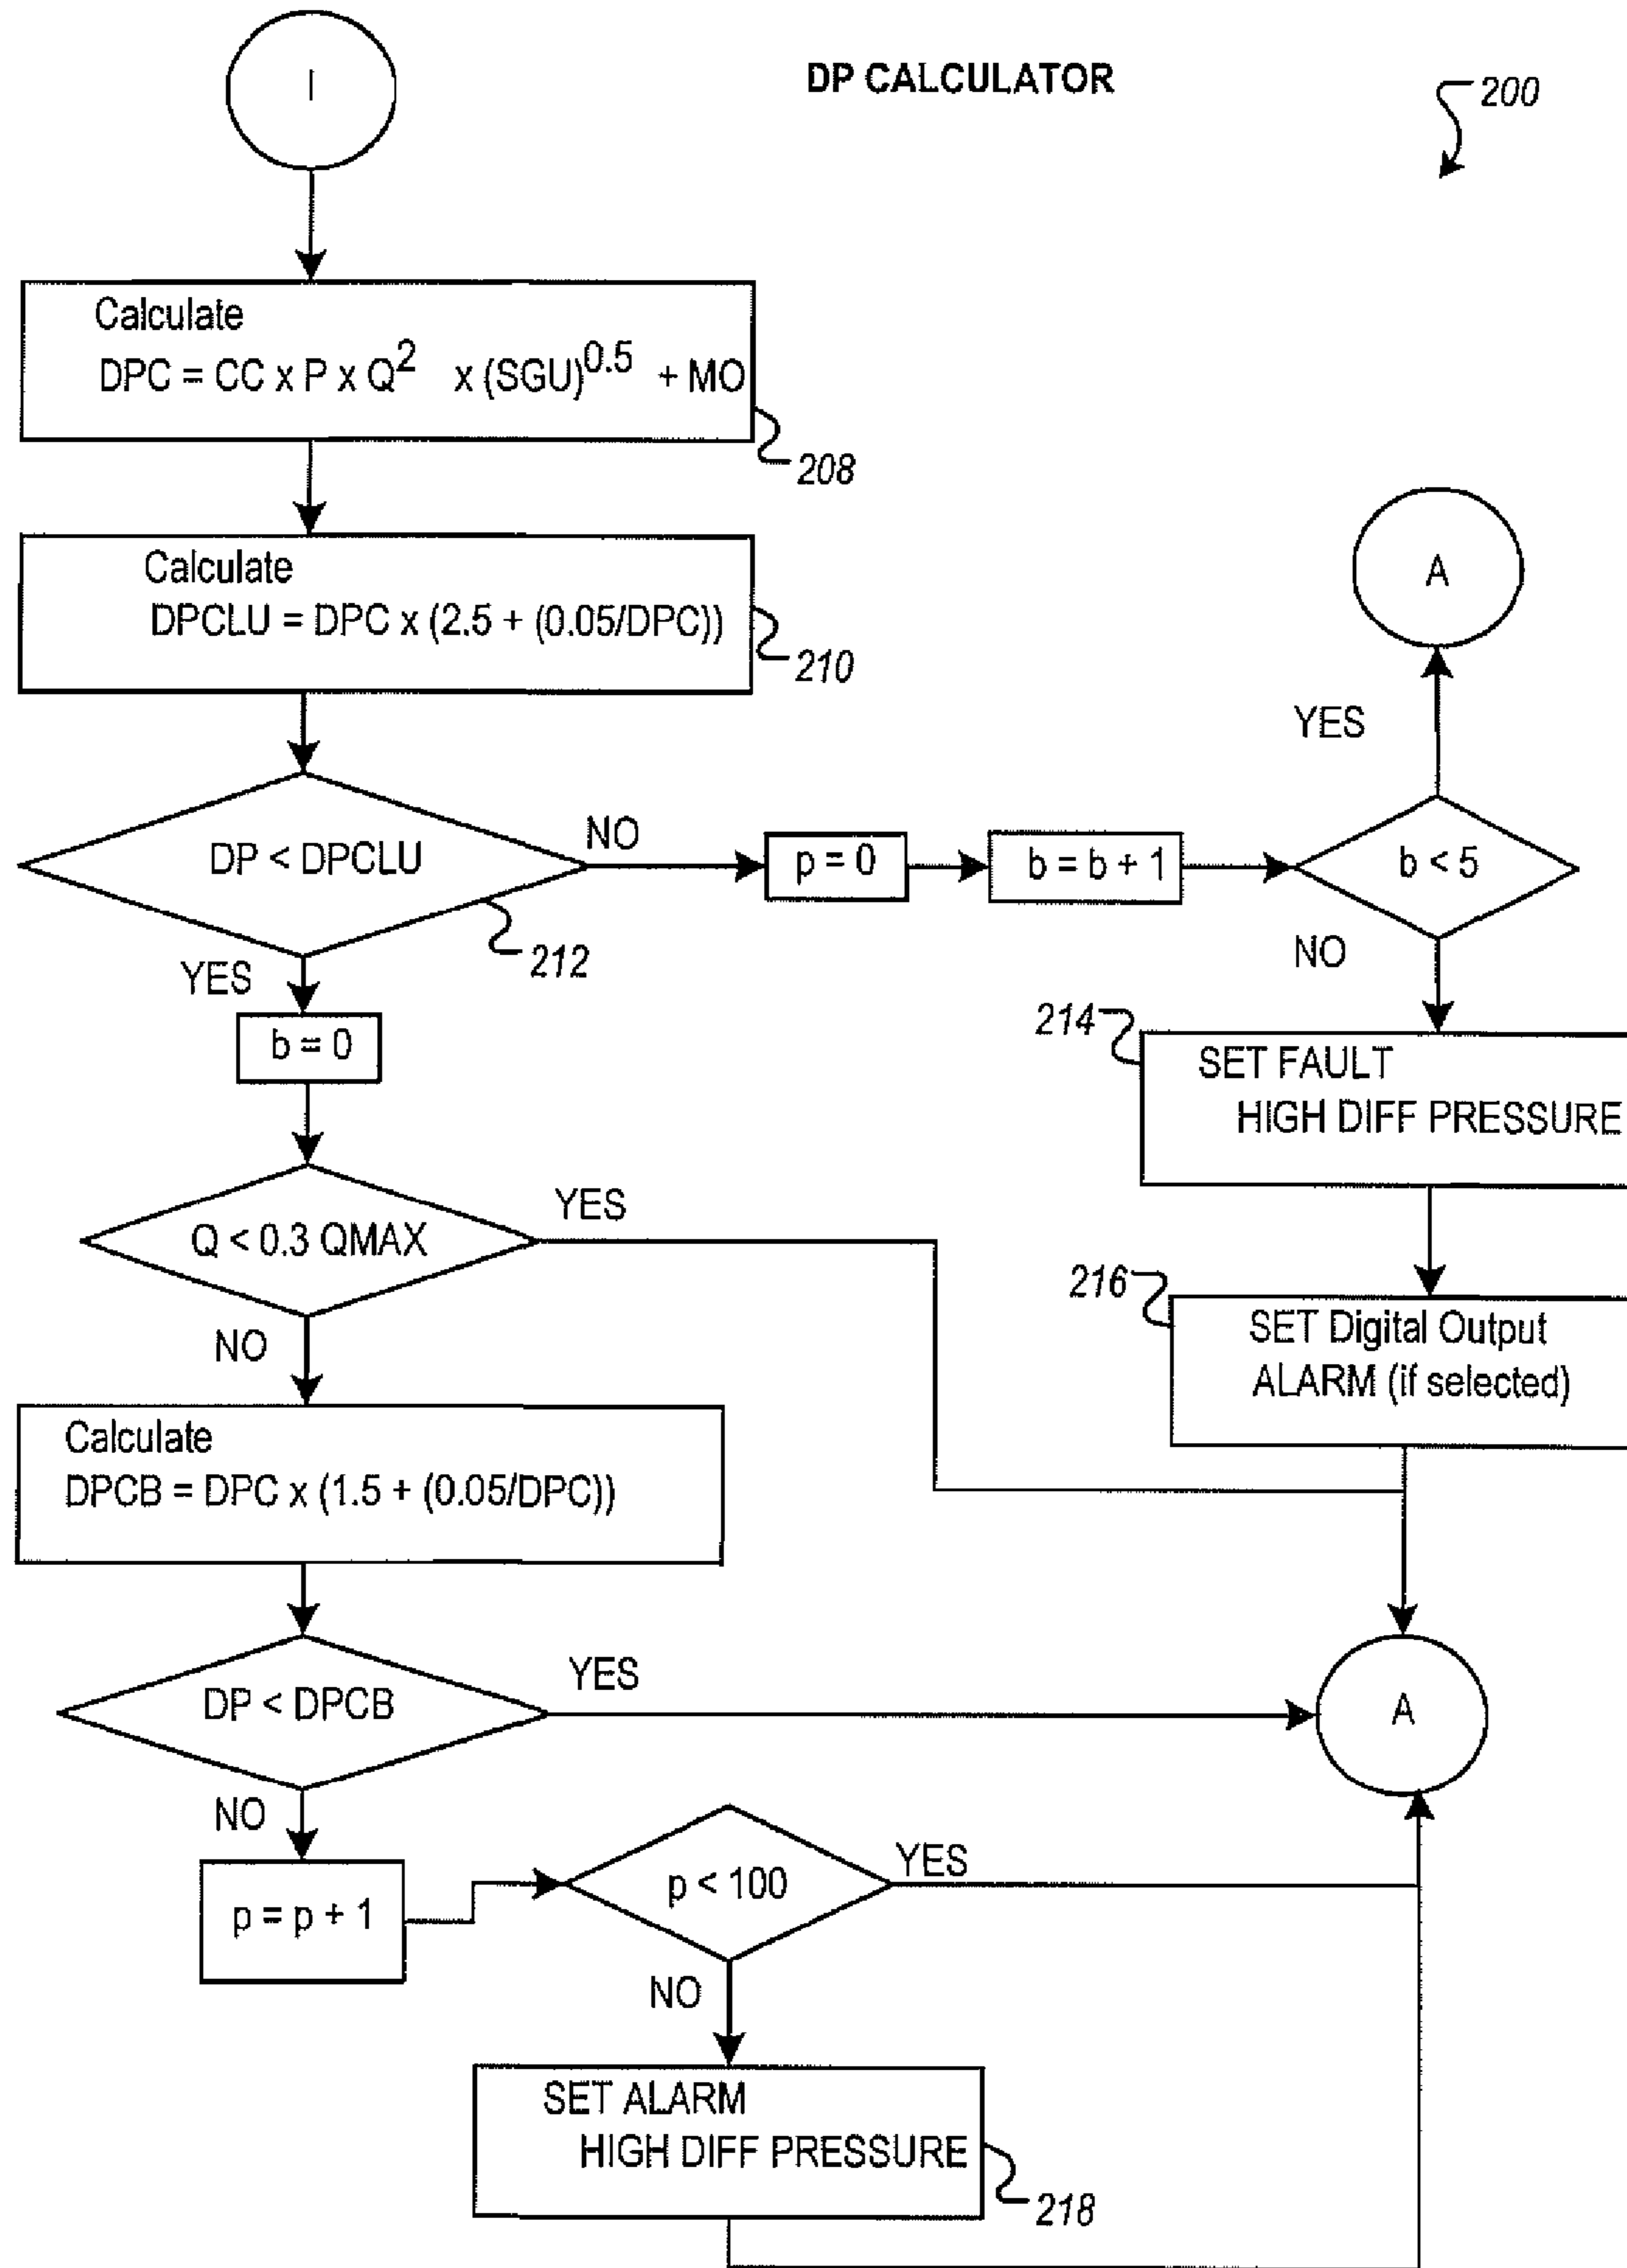 I
DP CALCULATOR
200
Calculate
DPC = CC x P x Q² x (SGU)^0.5 + MO
208
Calculate
DPCLU = DPC x (2.5 + (0.05/DPC))
210
A
YES
DP < DPCLU
NO
p = 0
b = b + 1
b < 5
212
YES
NO
b = 0
214
SET FAULT
HIGH DIFF PRESSURE
Q < 0.3 QMAX
YES
NO
216
SET Digital Output
ALARM (if selected)
Calculate
DPCB = DPC x (1.5 + (0.05/DPC))
DP < DPCB
YES
A
NO
p = p + 1
p < 100
YES
NO
SET ALARM
HIGH DIFF PRESSURE
218